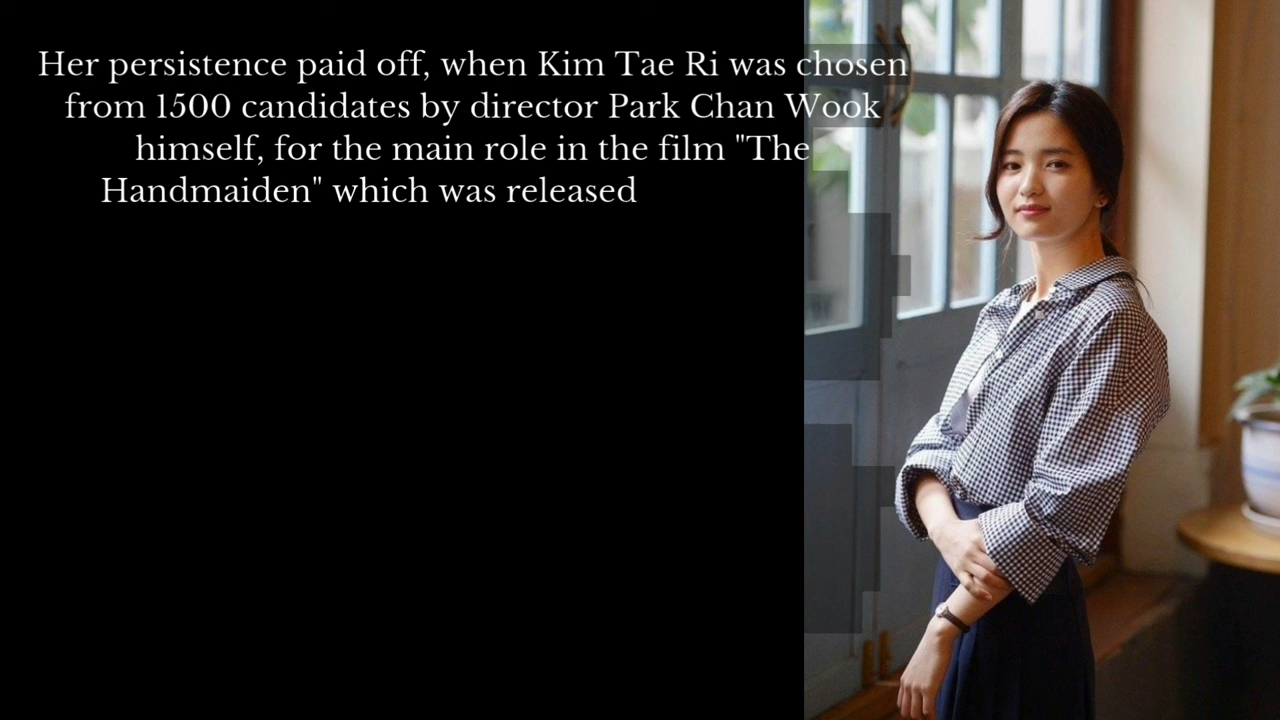 Her persistence paid off, when Kim Tae Ri was chosen
from 1500 candidates by director Park Chan Wook
himself, for the main role in the film "The
Handmaiden" which was released